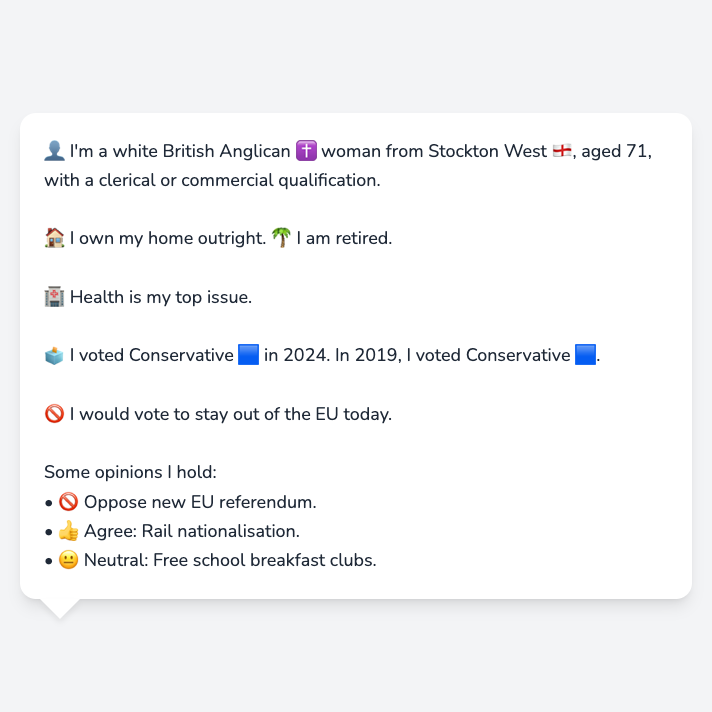 👤 I'm a white British Anglican ✝️ woman from Stockton West 🏴󠁧󠁢󠁥󠁮󠁧󠁿, aged 71,
with a clerical or commercial qualification.
🏠 I own my home outright. 🌴 I am retired.
🏥 Health is my top issue.
🗳️ I voted Conservative 🟦 in 2024. In 2019, I voted Conservative 🟦.
🚫 I would vote to stay out of the EU today.
Some opinions I hold:
• 🚫 Oppose new EU referendum.
• 👍 Agree: Rail nationalisation.
• 😐 Neutral: Free school breakfast clubs.